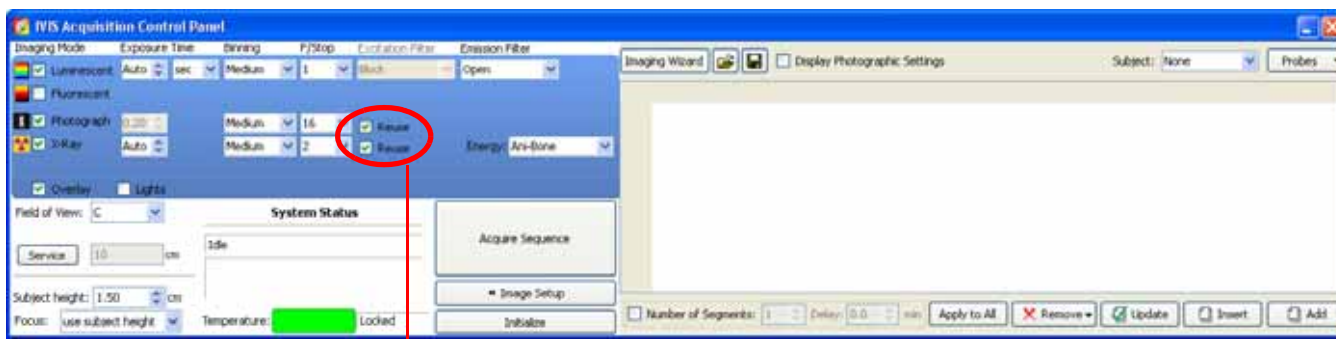 IVIS Acquisition Control Panel
Imaging Mode Exposure Time Binning F/Stop Excitation Filter Emission Filter
Luminescent Auto sec Medium 1 Block Open
Fluorescent
Photograph 0.20 Medium 16 Reuse
X-Ray Auto Medium 2 Reuse Energy: Ani-Bone
Overlay Lights
Field of View: C System Status
Service 10 cm Idle
Acquire Sequence
Subject height: 1.50 cm
Image Setup
Focus: use subject height Temperature: Locked Initialize
Imaging Wizard Display Photographic Settings Subject: None Probes
Number of Segments: 1 Delay: 0.0 min Apply to All Remove Update Insert Add